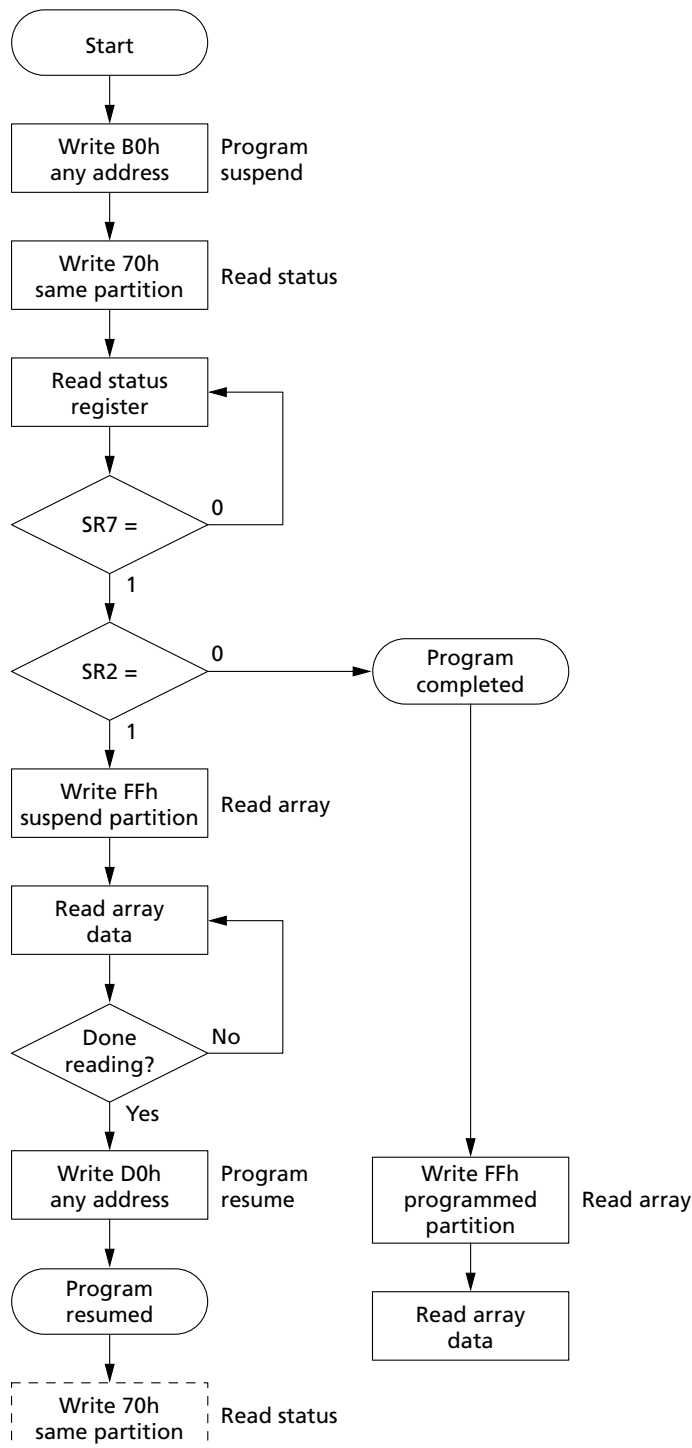 Start
Write B0h
any address
Program
suspend
Write 70h
same partition
Read status
Read status
register
SR7 =
0
1
SR2 =
0
Program
completed
1
Write FFh
suspend partition
Read array
Read array
data
Done
reading?
No
Yes
Write D0h
any address
Program
resume
Write FFh
programmed
partition
Read array
Program
resumed
Read array
data
Write 70h
same partition
Read status